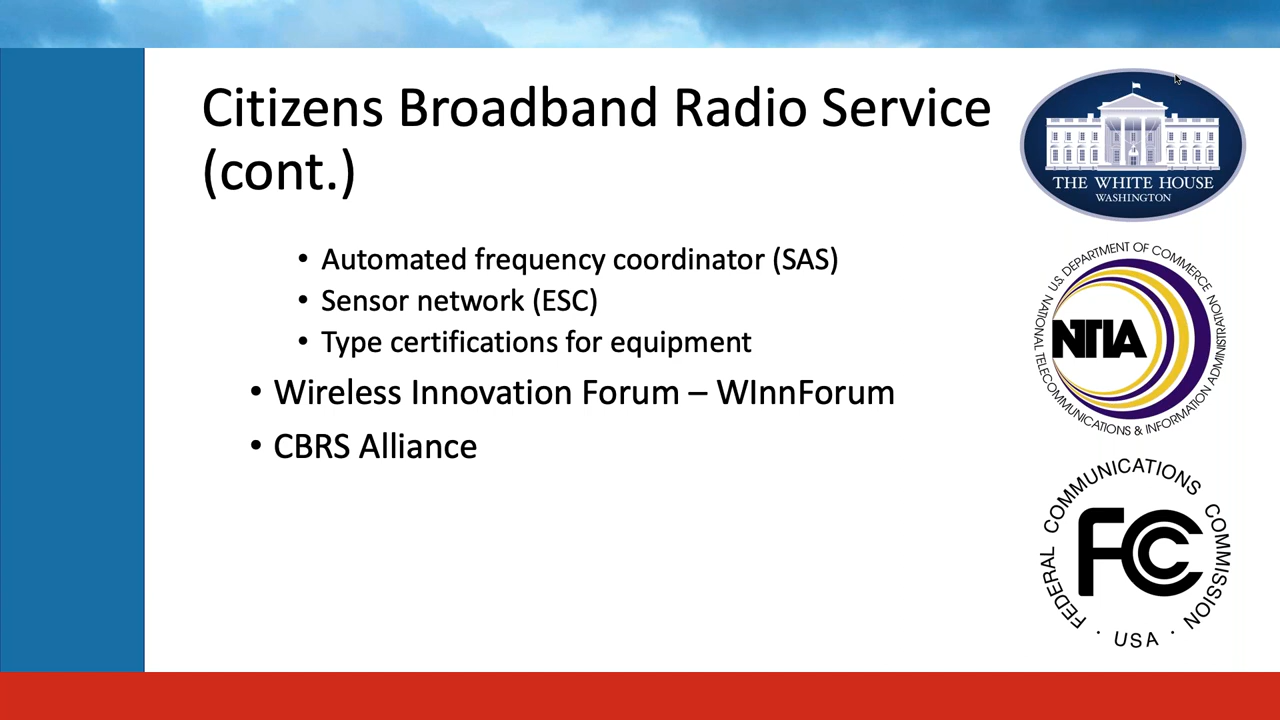 Citizens Broadband Radio Service
(cont.)
• Automated frequency coordinator (SAS)
• Sensor network (ESC)
• Type certifications for equipment
• Wireless Innovation Forum – WInnForum
• CBRS Alliance
THE WHITE HOUSE
WASHINGTON
U.S. DEPARTMENT OF COMMERCE
NATIONAL TELECOMMUNICATIONS & INFORMATION ADMINISTRATION
NTIA
FEDERAL COMMUNICATIONS COMMISSION
FCC
· USA ·